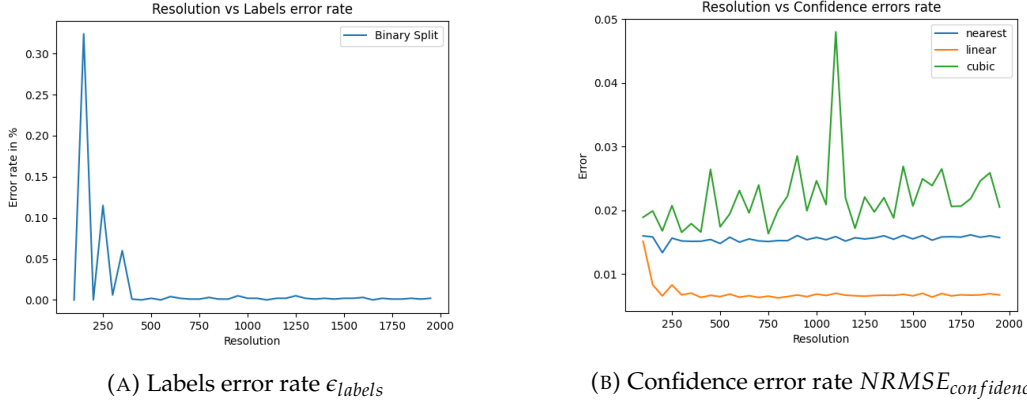 Resolution vs Labels error rate
Binary Split
0.30
0.25
0.20
0.15
0.10
0.05
0.00
Error rate in %
250 500 750 1000 1250 1500 1750 2000
Resolution
(A) Labels error rate ϵlabels
Resolution vs Confidence errors rate
nearest
linear
cubic
0.05
0.04
0.03
0.02
0.01
Error
250 500 750 1000 1250 1500 1750 2000
Resolution
(B) Confidence error rate NRMSEconfidenc